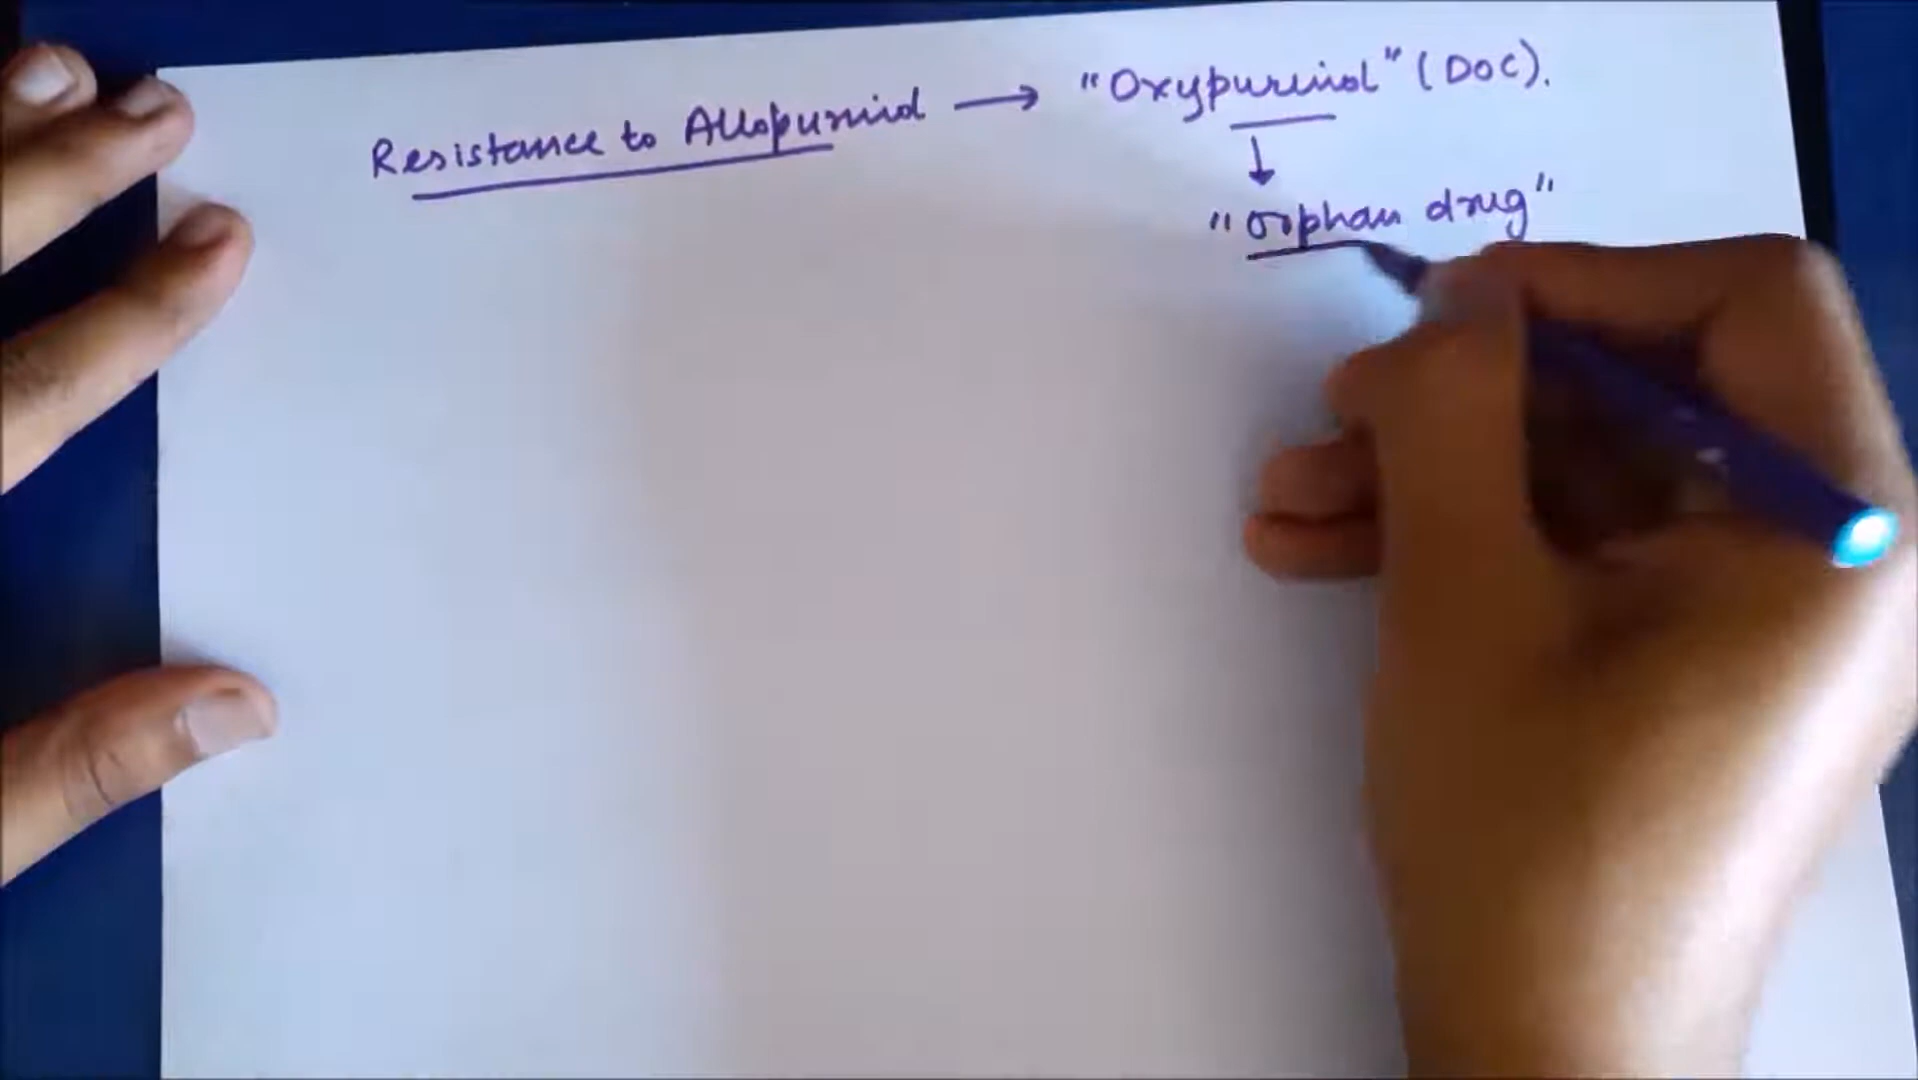 Resistance to Allopurinol → "Oxypurinol" (DOC).
↓
"orphan drug"